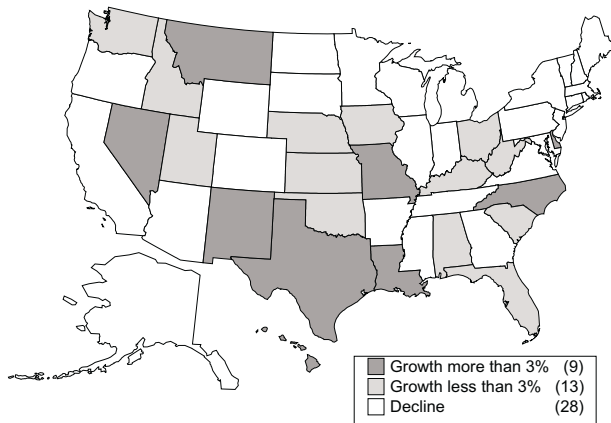 Growth more than 3% (9)
Growth less than 3% (13)
Decline (28)